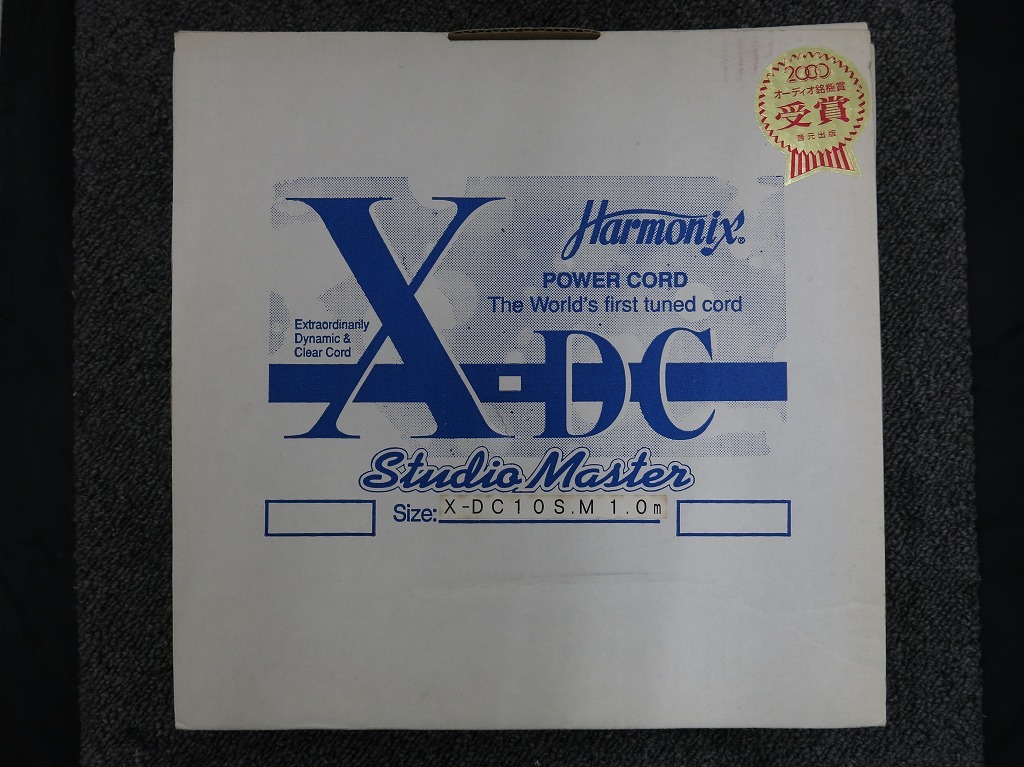 2000
オーディオ銘機賞
受賞
音元出版
Harmonix®
POWER CORD
The World's first tuned cord
Extraordinarily
Dynamic &
Clear Cord
X-DC
Studio Master
Size: X-DC10S.M 1.0m